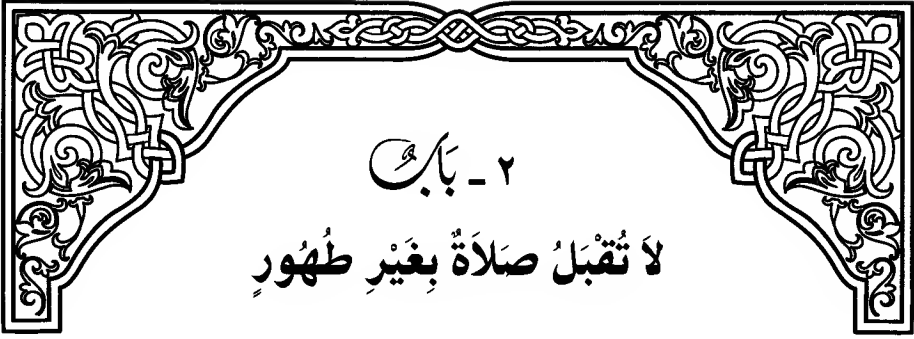 ٢ ـ بَابُ
لاَ تُقْبَلُ صَلاَةٌ بِغَيْرِ طُهُورٍ